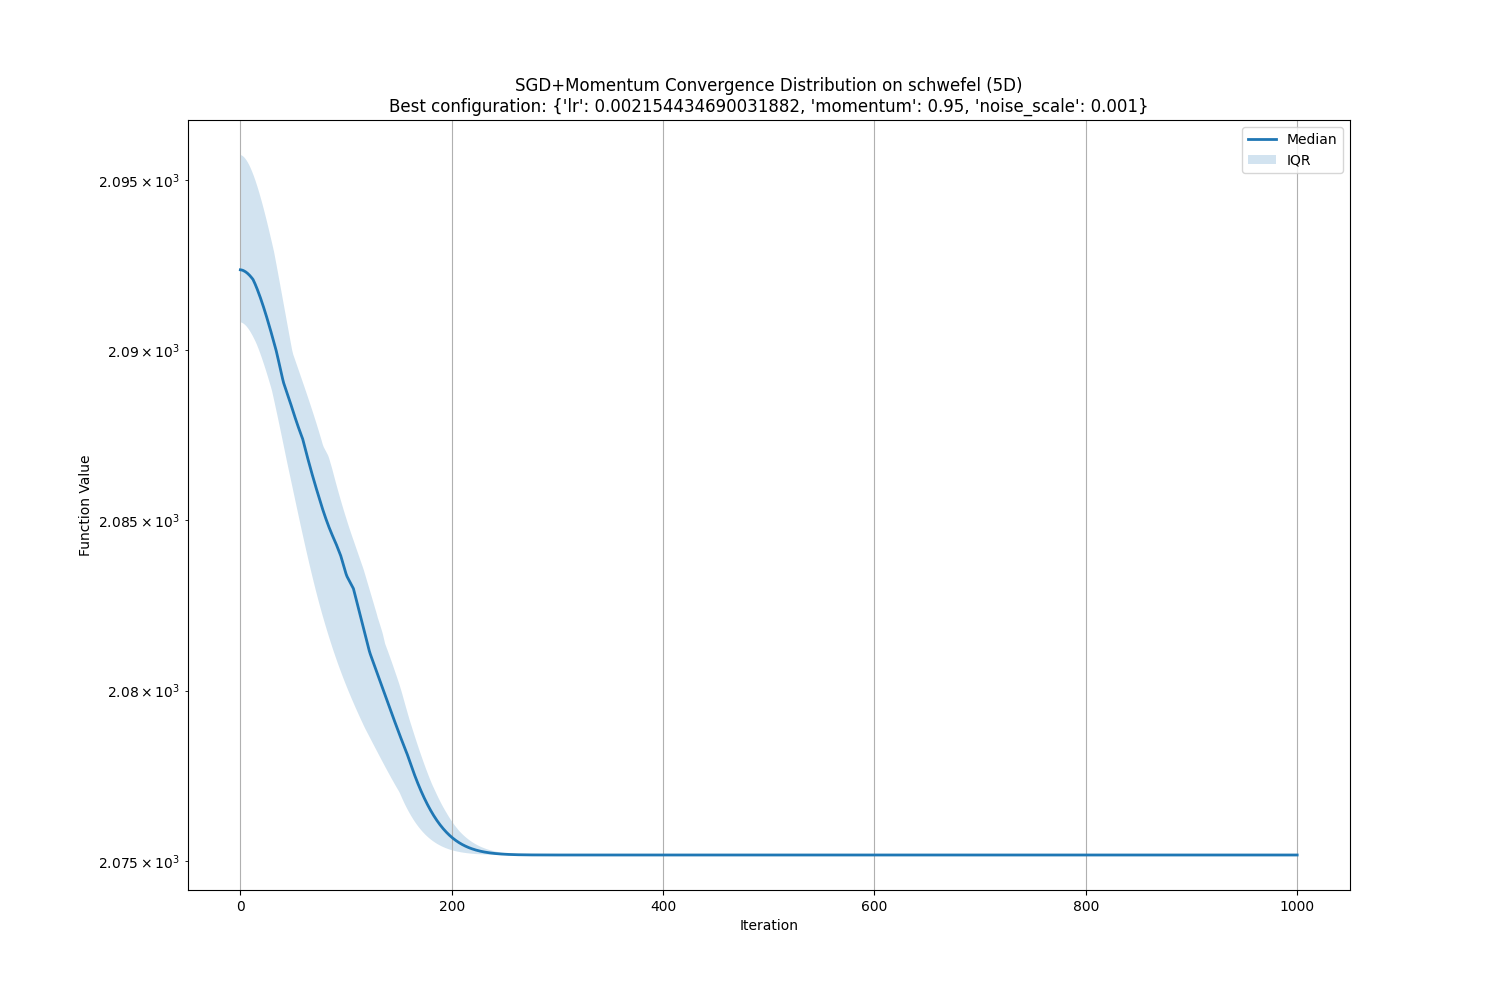 SGD+Momentum Convergence Distribution on schwefel (5D)
Best configuration: {'lr': 0.002154434690031882, 'momentum': 0.95, 'noise_scale': 0.001}
Median
IQR
2.095 × 10³
2.09 × 10³
2.085 × 10³
2.08 × 10³
2.075 × 10³
Function Value
0 200 400 600 800 1000
Iteration